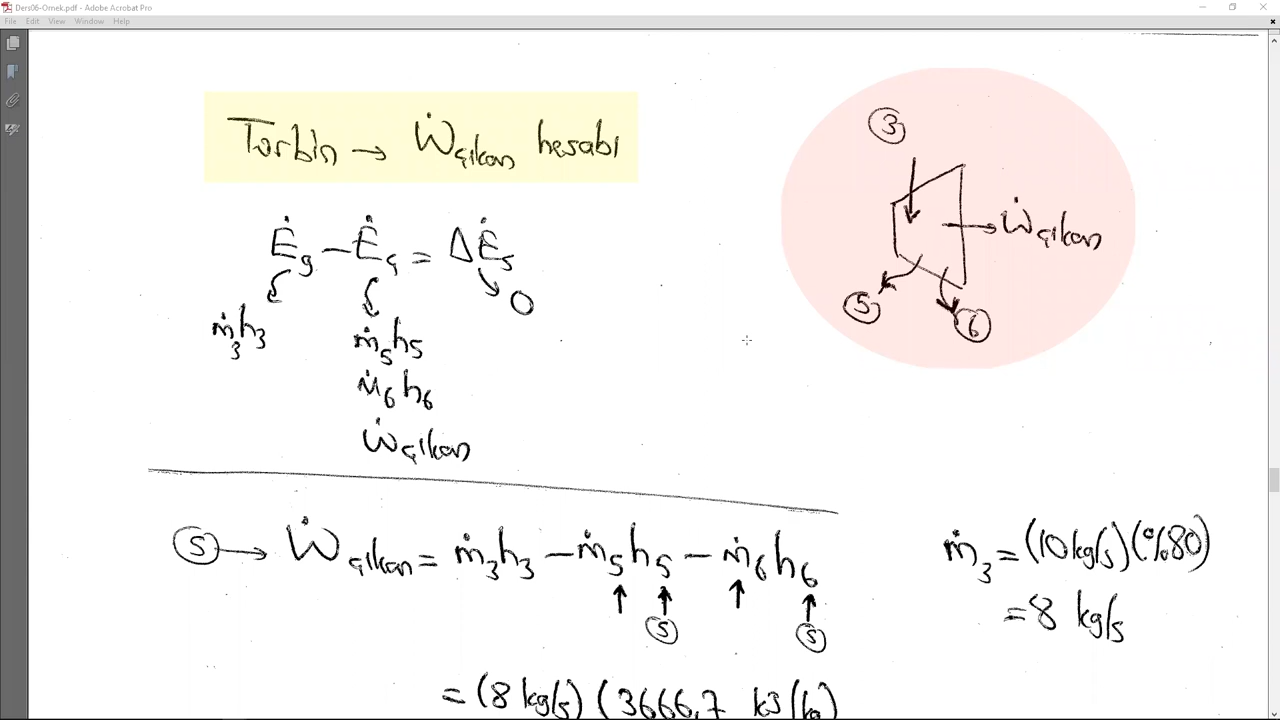 Ders06-Ornek.pdf - Adobe Acrobat Pro
File Edit View Window Help
Türbin → Ẇçıkan hesabı
Ėg − Ėç = ΔĖs
0
ṁ3h3
ṁ5h5
ṁ6h6
Ẇçıkan
3
Ẇçıkan
5
6
S → Ẇçıkan = ṁ3h3 − ṁ5h5 − ṁ6h6
S S
ṁ3 = (10 kg/s)(%80)
= 8 kg/s
= (8 kg/s) (3666,7 kJ/kg)